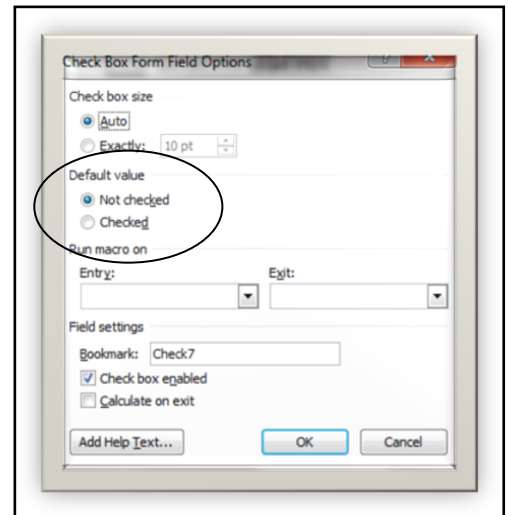 Check Box Form Field Options
Check box size
Auto
Exactly: 10 pt
Default value
Not checked
Checked
Run macro on
Entry: Exit:
Field settings
Bookmark: Check7
Check box enabled
Calculate on exit
Add Help Text... OK Cancel